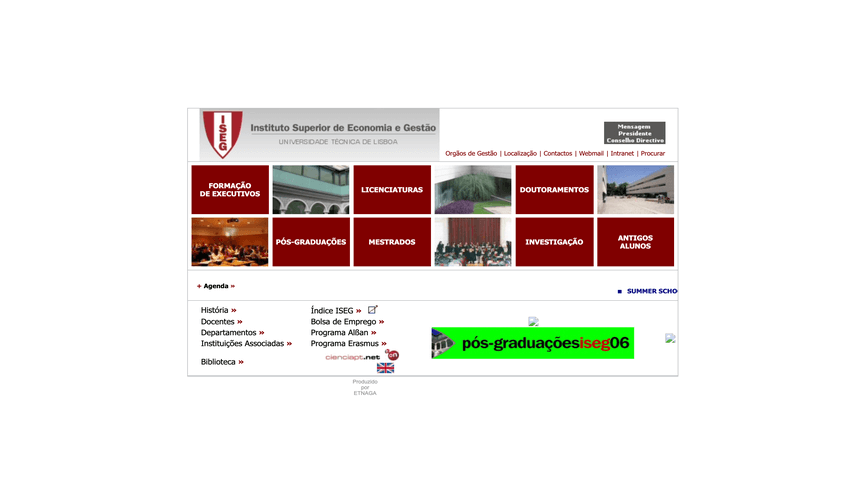 ISEG
Instituto Superior de Economia e Gestão
UNIVERSIDADE TÉCNICA DE LISBOA
Mensagem
Presidente
Conselho Directivo
Orgãos de Gestão | Localização | Contactos | Webmail | Intranet | Procurar
FORMAÇÃO
DE EXECUTIVOS
LICENCIATURAS
DOUTORAMENTOS
PÓS-GRADUAÇÕES
MESTRADOS
INVESTIGAÇÃO
ANTIGOS
ALUNOS
+ Agenda »
SUMMER SCHO
História »
Índice ISEG »
Docentes »
Bolsa de Emprego »
Departamentos »
Programa Alßan »
Instituições Associadas »
Programa Erasmus »
cienciapt.net
b on
Biblioteca »
pós-graduaçõesiseg06
Produzido
por
ETNAGA